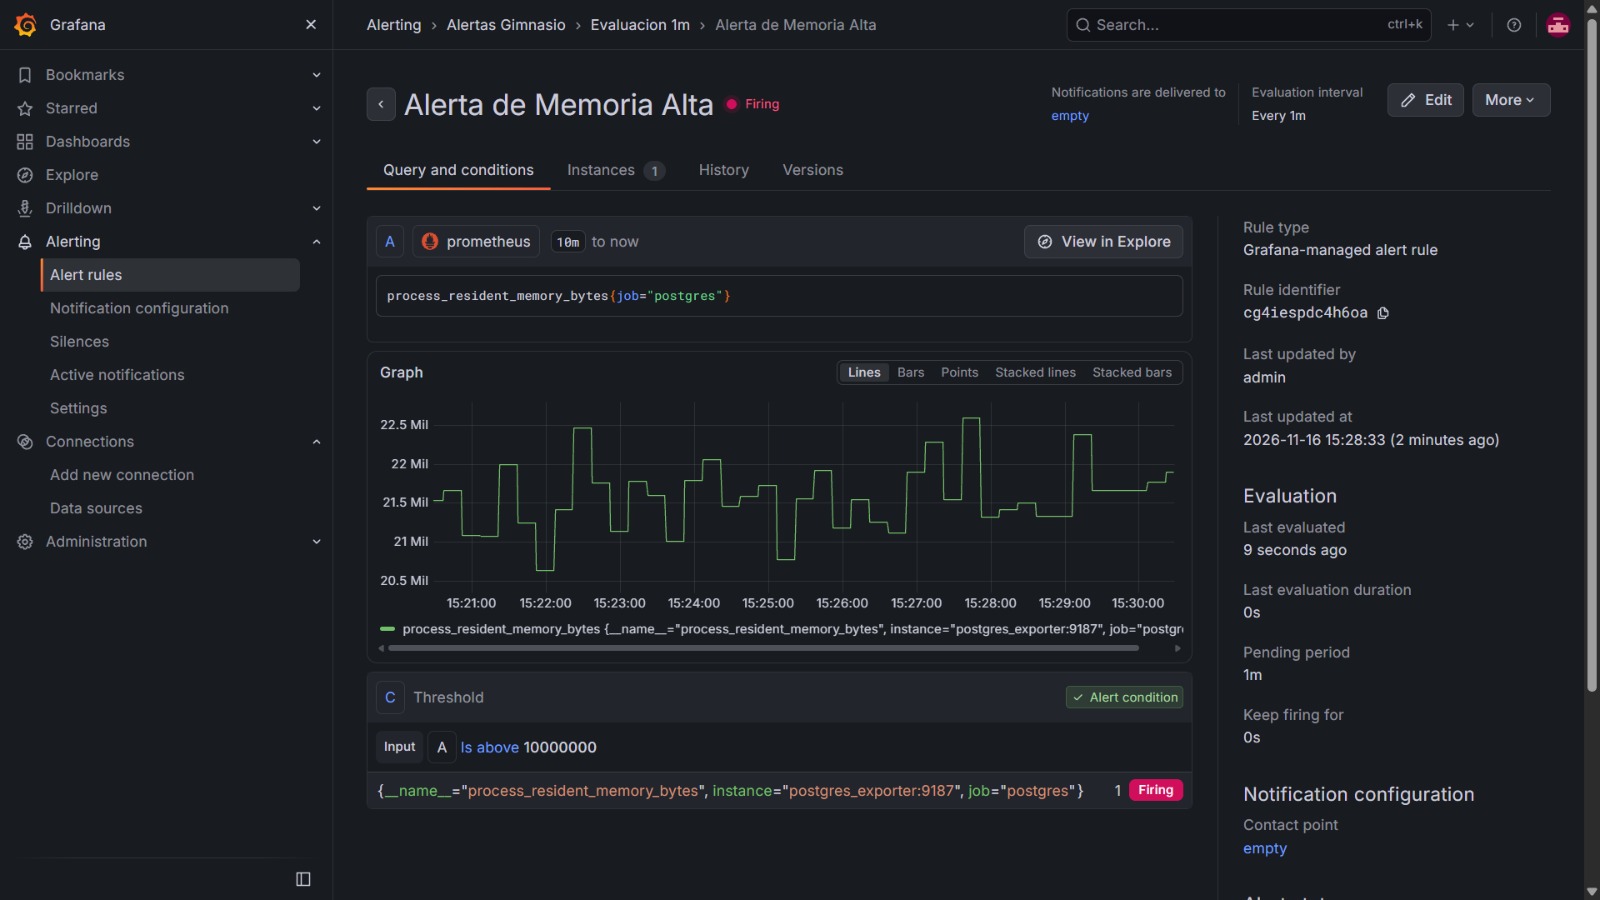 Grafana
Alerting › Alertas Gimnasio › Evaluacion 1m › Alerta de Memoria Alta
Search... ctrl+k
Bookmarks
Starred
Dashboards
Explore
Drilldown
Alerting
Alert rules
Notification configuration
Silences
Active notifications
Settings
Connections
Add new connection
Data sources
Administration
Alerta de Memoria Alta Firing
Notifications are delivered to
empty
Evaluation interval
Every 1m
Edit
More
Query and conditions Instances 1 History Versions
A prometheus 10m to now View in Explore
process_resident_memory_bytes{job="postgres"}
Graph Lines Bars Points Stacked lines Stacked bars
22.5 Mil
22 Mil
21.5 Mil
21 Mil
20.5 Mil
15:21:00 15:22:00 15:23:00 15:24:00 15:25:00 15:26:00 15:27:00 15:28:00 15:29:00 15:30:00
process_resident_memory_bytes {__name__="process_resident_memory_bytes", instance="postgres_exporter:9187", job="postgr
C Threshold Alert condition
Input A Is above 10000000
{__name__="process_resident_memory_bytes", instance="postgres_exporter:9187", job="postgres"} 1 Firing
Rule type
Grafana-managed alert rule
Rule identifier
cg4iespdc4h6oa
Last updated by
admin
Last updated at
2026-11-16 15:28:33 (2 minutes ago)
Evaluation
Last evaluated
9 seconds ago
Last evaluation duration
0s
Pending period
1m
Keep firing for
0s
Notification configuration
Contact point
empty